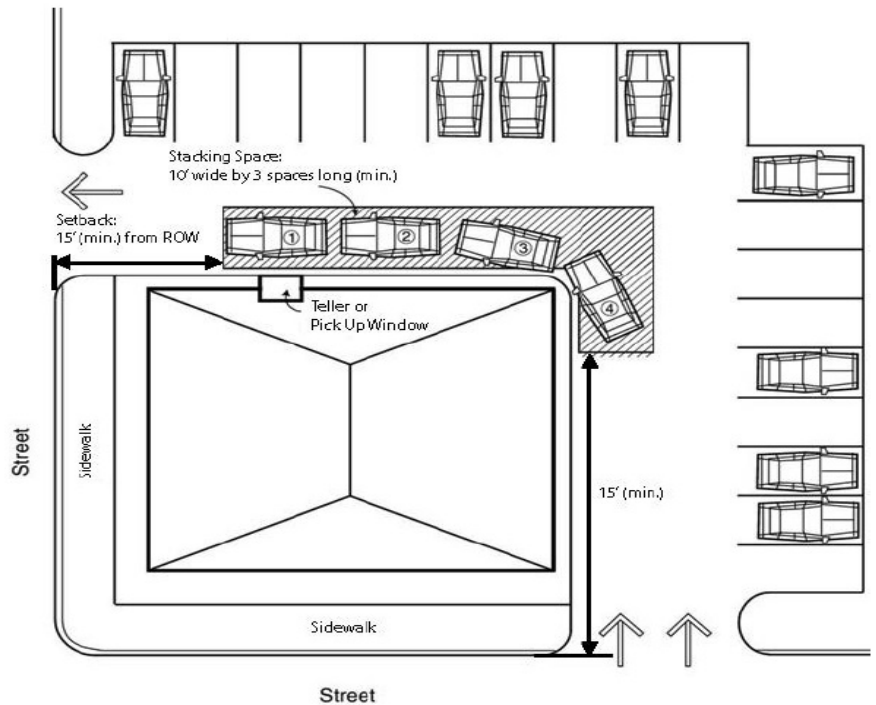 Stacking Space:
10' wide by 3 spaces long (min.)
Setback:
15' (min.) from ROW
1
2
3
4
Teller or
Pick Up Window
Street
Sidewalk
15' (min.)
Sidewalk
Street